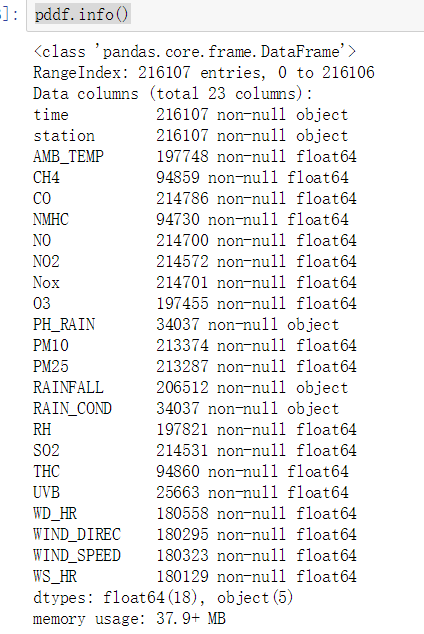 ]: pddf.info()
<class 'pandas.core.frame.DataFrame'>
RangeIndex: 216107 entries, 0 to 216106
Data columns (total 23 columns):
time 216107 non-null object
station 216107 non-null object
AMB_TEMP 197748 non-null float64
CH4 94859 non-null float64
CO 214786 non-null float64
NMHC 94730 non-null float64
NO 214700 non-null float64
NO2 214572 non-null float64
Nox 214701 non-null float64
O3 197455 non-null float64
PH_RAIN 34037 non-null object
PM10 213374 non-null float64
PM25 213287 non-null float64
RAINFALL 206512 non-null object
RAIN_COND 34037 non-null object
RH 197821 non-null float64
SO2 214531 non-null float64
THC 94860 non-null float64
UVB 25663 non-null float64
WD_HR 180558 non-null float64
WIND_DIREC 180295 non-null float64
WIND_SPEED 180323 non-null float64
WS_HR 180129 non-null float64
dtypes: float64(18), object(5)
memory usage: 37.9+ MB